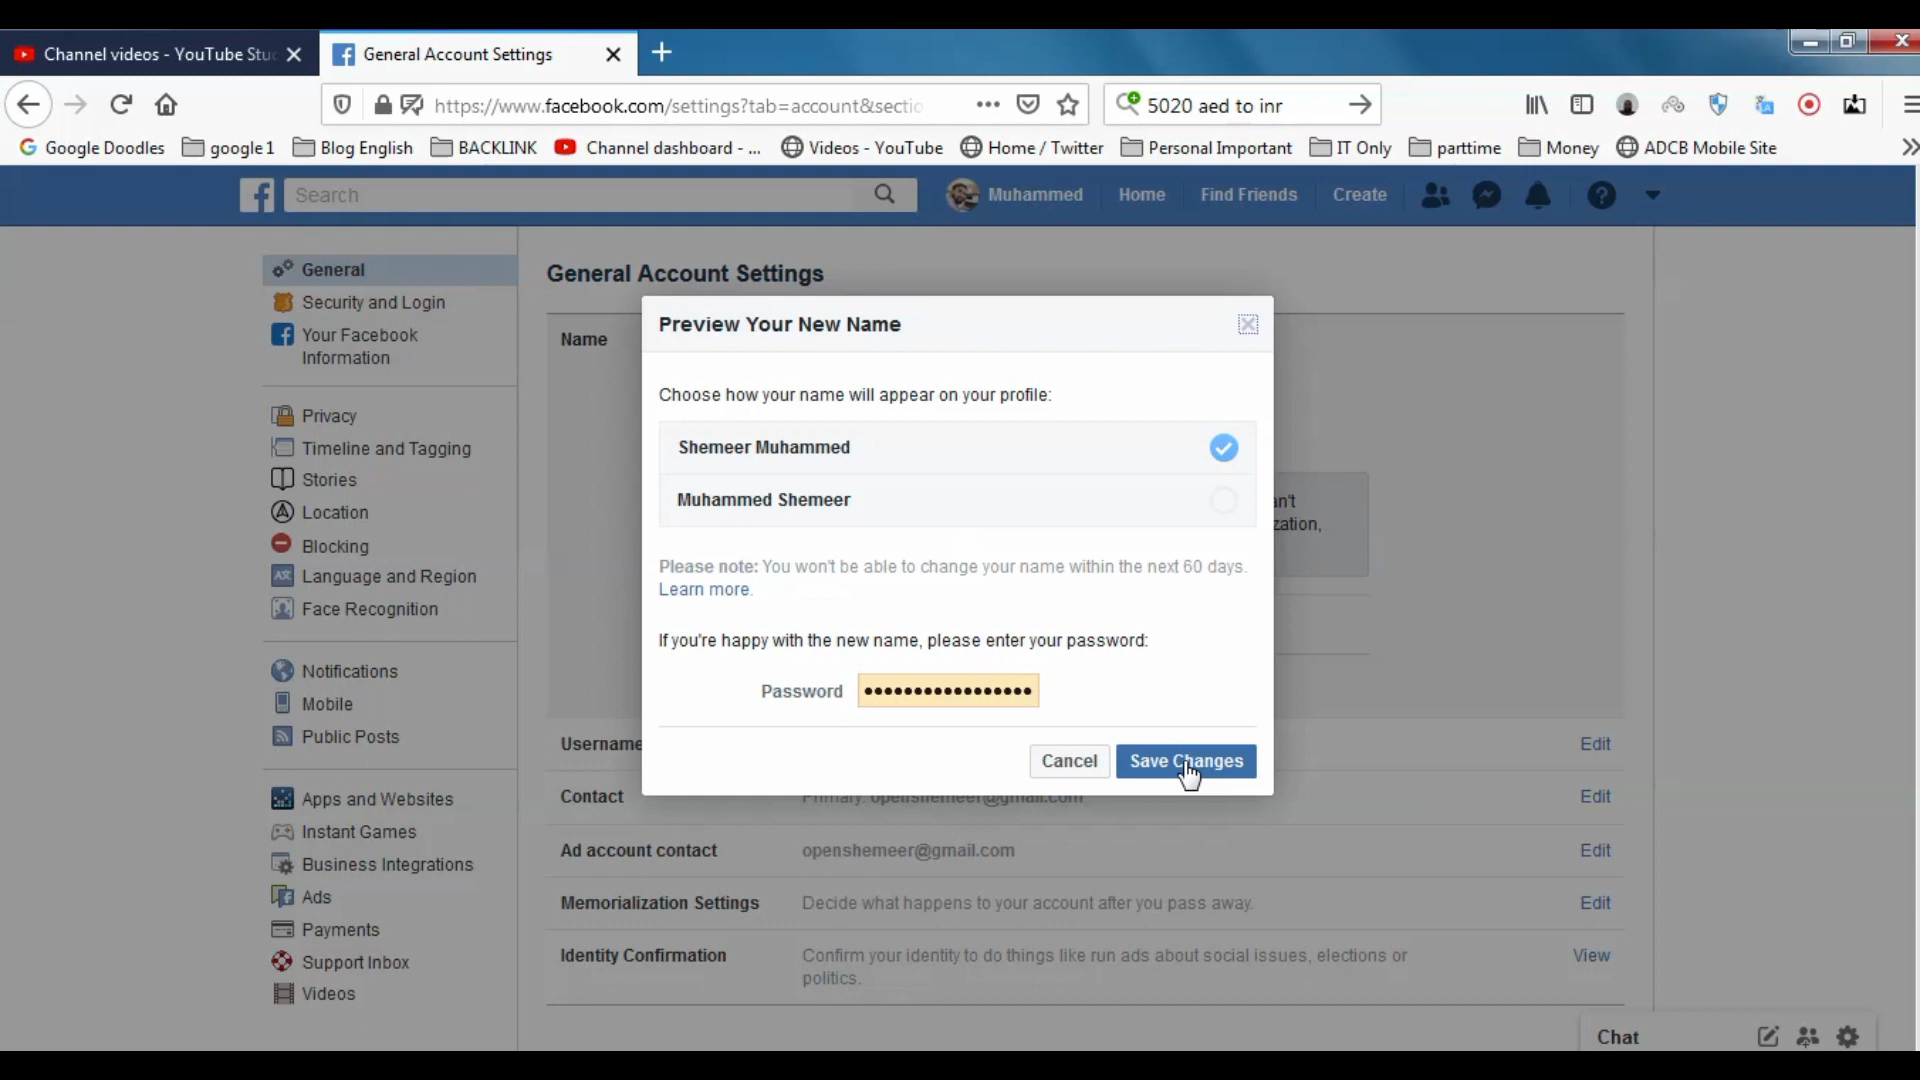 Channel videos - YouTube Stu
General Account Settings
https://www.facebook.com/settings?tab=account&sectio
5020 aed to inr
Google Doodles
google1
Blog English
BACKLINK
Channel dashboard - ...
Videos - YouTube
Home / Twitter
Personal Important
IT Only
parttime
Money
ADCB Mobile Site
Search
Muhammed
Home
Find Friends
Create
General
Security and Login
Your Facebook
Information
Privacy
Timeline and Tagging
Stories
Location
Blocking
Language and Region
Face Recognition
Notifications
Mobile
Public Posts
Apps and Websites
Instant Games
Business Integrations
Ads
Payments
Support Inbox
Videos
General Account Settings
Name
Preview Your New Name
Choose how your name will appear on your profile:
Shemeer Muhammed
Muhammed Shemeer
an't
zation,
Please note: You won't be able to change your name within the next 60 days.
Learn more.
If you're happy with the new name, please enter your password:
Password
Cancel
Save Changes
Username
Edit
Contact
Primary: openshemeer@gmail.com
Edit
Ad account contact
openshemeer@gmail.com
Edit
Memorialization Settings
Decide what happens to your account after you pass away.
Edit
Identity Confirmation
Confirm your identity to do things like run ads about social issues, elections or
politics.
View
Chat